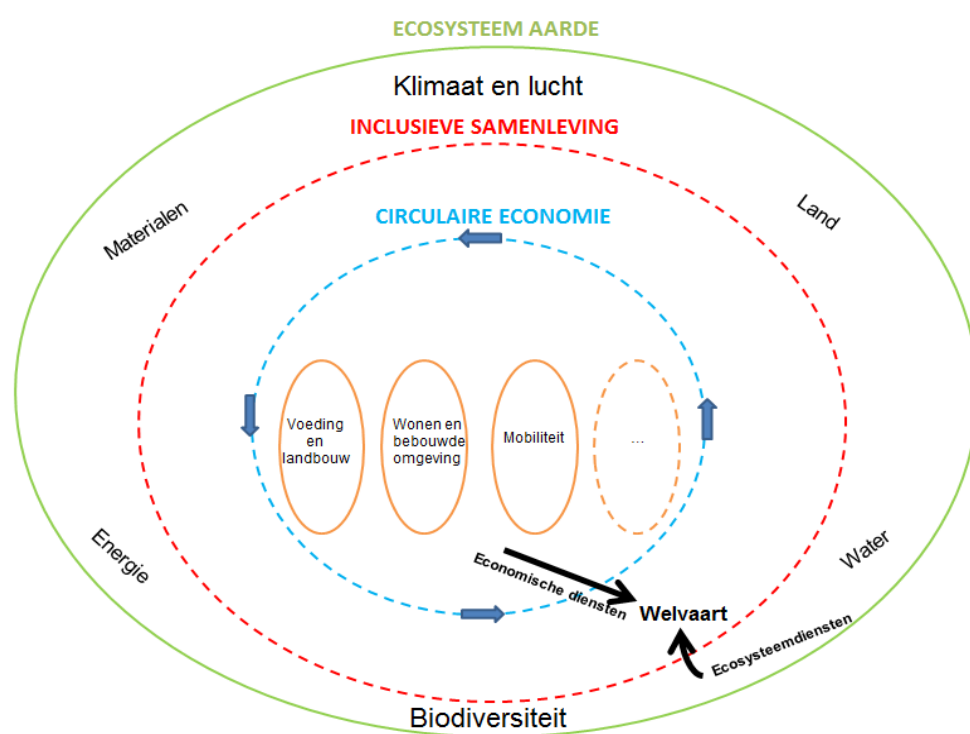 ECOSYSTEEM AARDE
Klimaat en lucht
INCLUSIEVE SAMENLEVING
Materialen
Land
CIRCULAIRE ECONOMIE
Voeding
en
landbouw
Wonen en
bebouwde
omgeving
Mobiliteit
...
Energie
Water
Economische diensten
Welvaart
Ecosysteemdiensten
Biodiversiteit